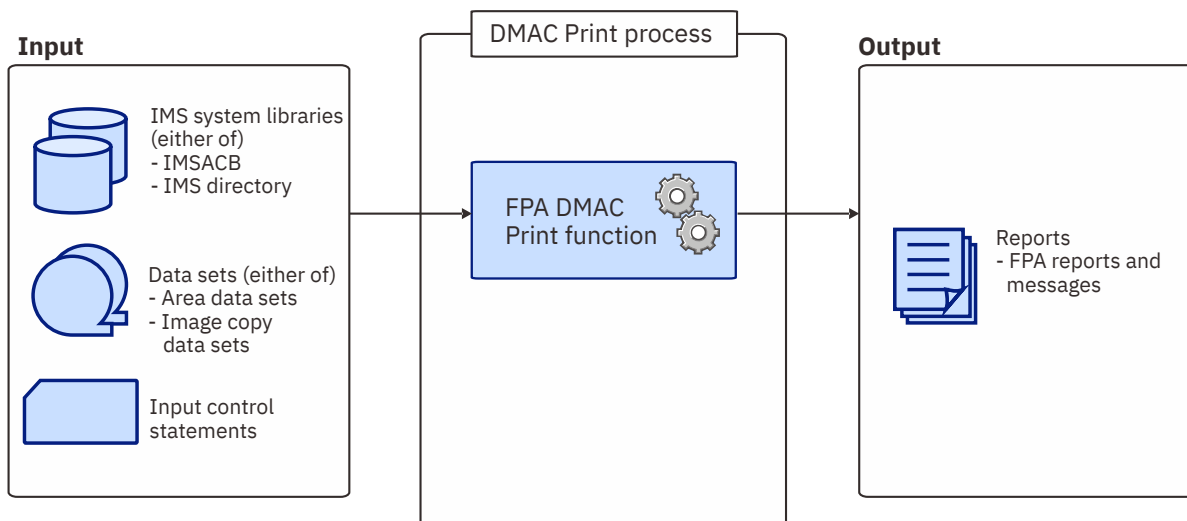 Input
IMS system libraries
(either of)
- IMSACB
- IMS directory
Data sets (either of)
- Area data sets
- Image copy
data sets
Input control
statements
DMAC Print process
FPA DMAC
Print function
Output
Reports
- FPA reports and
messages